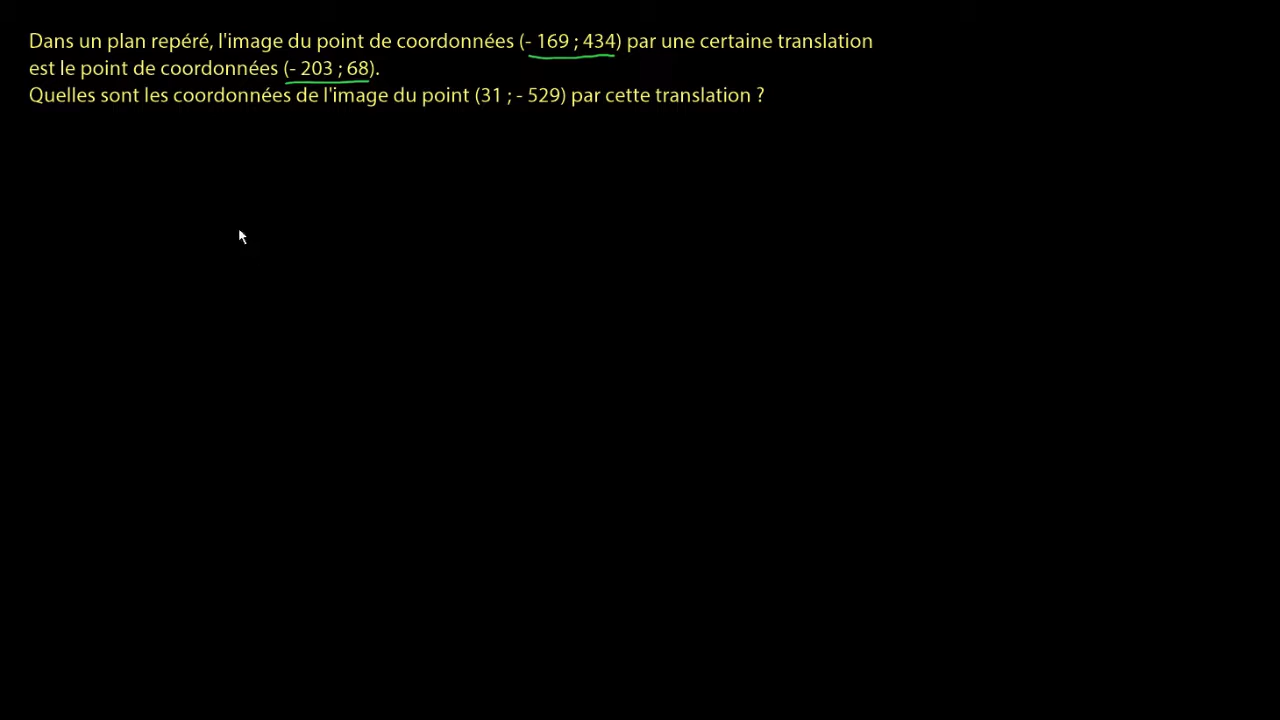 Dans un plan repéré, l'image du point de coordonnées (- 169 ; 434) par une certaine translation
est le point de coordonnées (- 203 ; 68).
Quelles sont les coordonnées de l'image du point (31 ; - 529) par cette translation ?